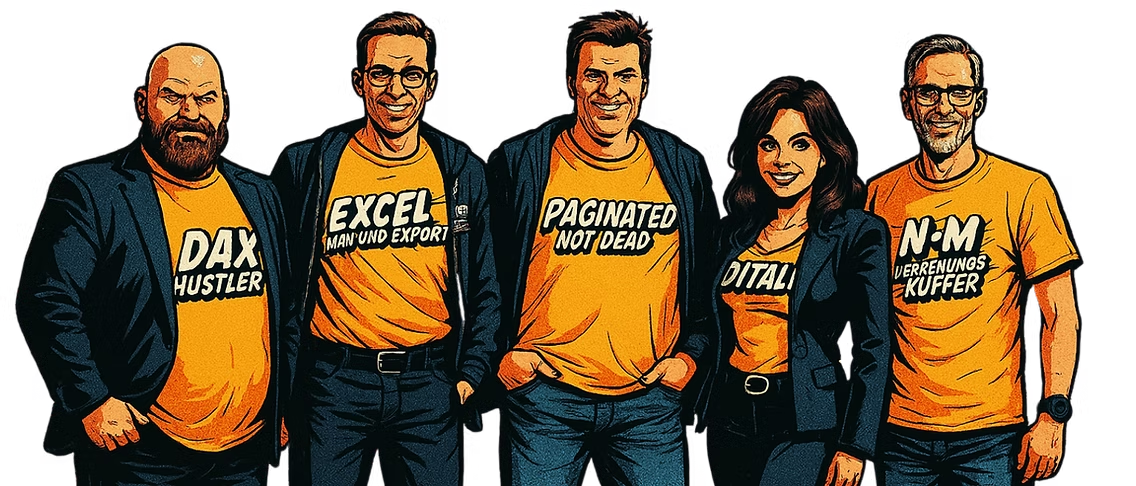 DAX
HUSTLER
EXCEL
MAN UND EXPORT
PAGINATED
NOT DEAD
DITALI
N·M
VERRENUNGS
KUFFER